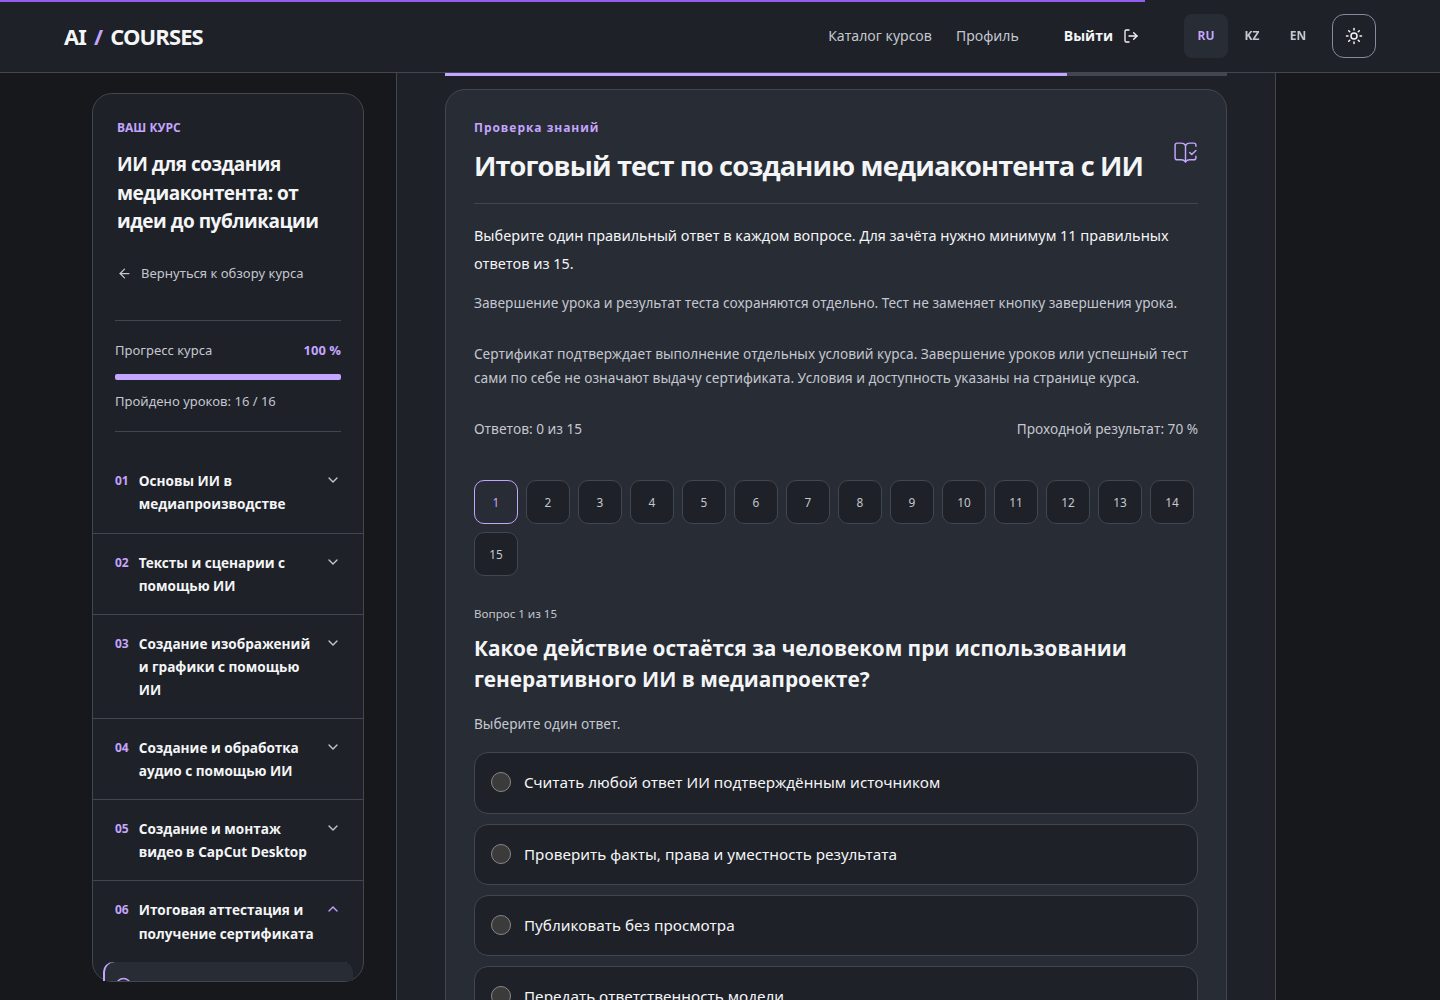 AI / COURSES
Каталог курсов
Профиль
Выйти
RU
KZ
EN
ВАШ КУРС
ИИ для создания
медиаконтента: от
идеи до публикации
Вернуться к обзору курса
Прогресс курса
100 %
Пройдено уроков: 16 / 16
01 Основы ИИ в
медиапроизводстве
02 Тексты и сценарии с
помощью ИИ
03 Создание изображений
и графики с помощью
ИИ
04 Создание и обработка
аудио с помощью ИИ
05 Создание и монтаж
видео в CapCut Desktop
06 Итоговая аттестация и
получение сертификата
Проверка знаний
Итоговый тест по созданию медиаконтента с ИИ
Выберите один правильный ответ в каждом вопросе. Для зачёта нужно минимум 11 правильных
ответов из 15.
Завершение урока и результат теста сохраняются отдельно. Тест не заменяет кнопку завершения урока.
Сертификат подтверждает выполнение отдельных условий курса. Завершение уроков или успешный тест
сами по себе не означают выдачу сертификата. Условия и доступность указаны на странице курса.
Ответов: 0 из 15
Проходной результат: 70 %
1 2 3 4 5 6 7 8 9 10 11 12 13 14
15
Вопрос 1 из 15
Какое действие остаётся за человеком при использовании
генеративного ИИ в медиапроекте?
Выберите один ответ.
Считать любой ответ ИИ подтверждённым источником
Проверить факты, права и уместность результата
Публиковать без просмотра
Передать ответственность модели